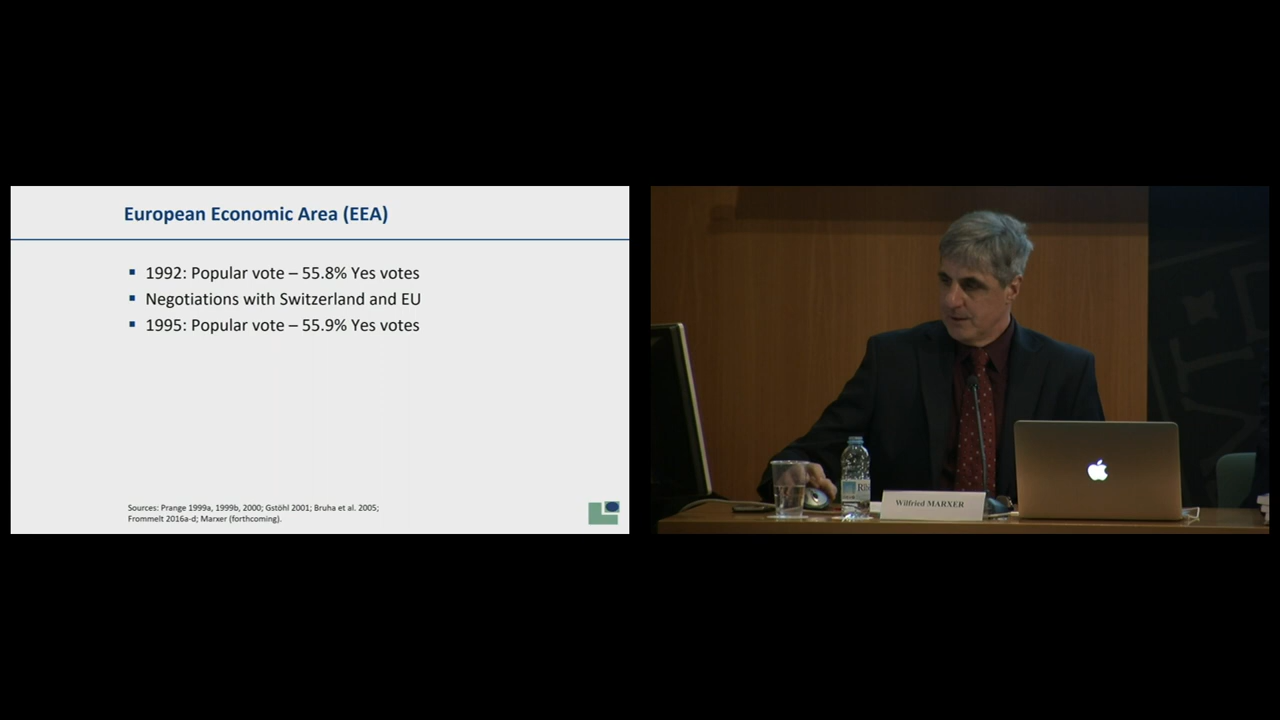 European Economic Area (EEA)
▪ 1992: Popular vote – 55.8% Yes votes
▪ Negotiations with Switzerland and EU
▪ 1995: Popular vote – 55.9% Yes votes
Sources: Prange 1999a, 1999b, 2000; Gstöhl 2001; Bruha et al. 2005;
Frommelt 2016a-d; Marxer (forthcoming).
Wilfried MARXER